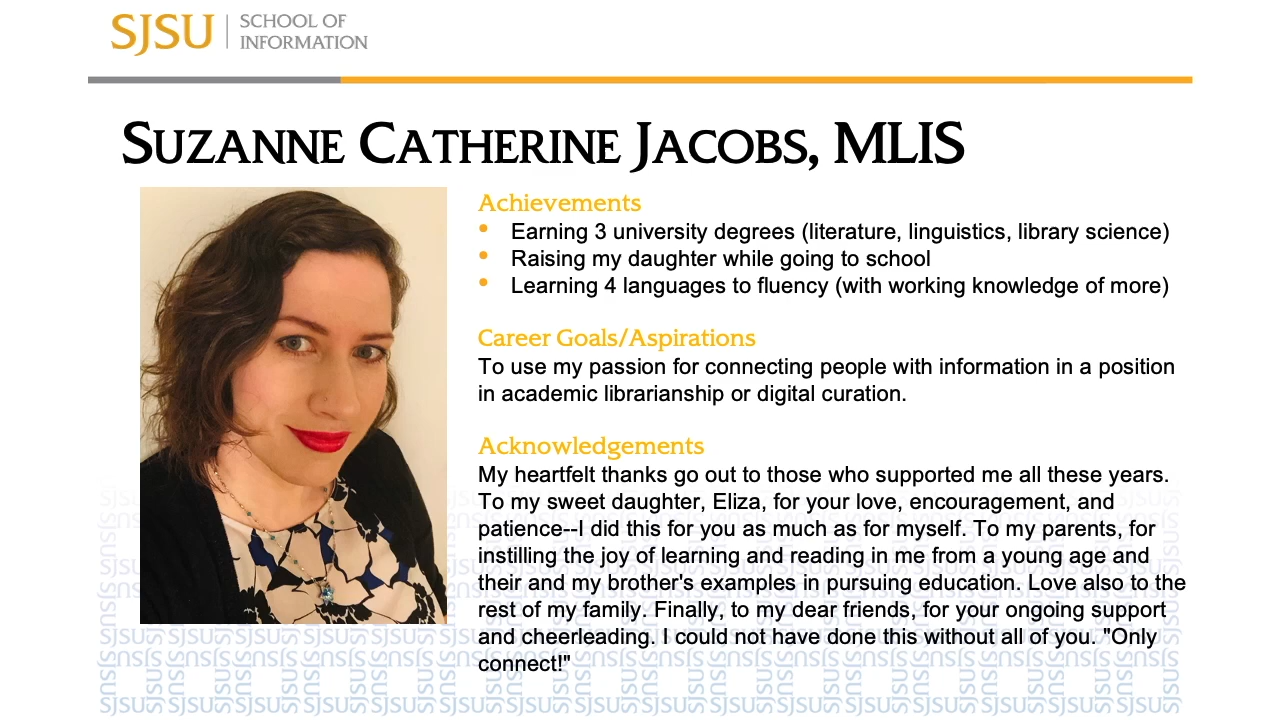 SJSU
SCHOOL OF
INFORMATION
SUZANNE CATHERINE JACOBS, MLIS
Achievements
• Earning 3 university degrees (literature, linguistics, library science)
• Raising my daughter while going to school
• Learning 4 languages to fluency (with working knowledge of more)
Career Goals/Aspirations
To use my passion for connecting people with information in a position
in academic librarianship or digital curation.
Acknowledgements
My heartfelt thanks go out to those who supported me all these years.
To my sweet daughter, Eliza, for your love, encouragement, and
patience--I did this for you as much as for myself. To my parents, for
instilling the joy of learning and reading in me from a young age and
their and my brother's examples in pursuing education. Love also to the
rest of my family. Finally, to my dear friends, for your ongoing support
and cheerleading. I could not have done this without all of you. "Only
connect!"